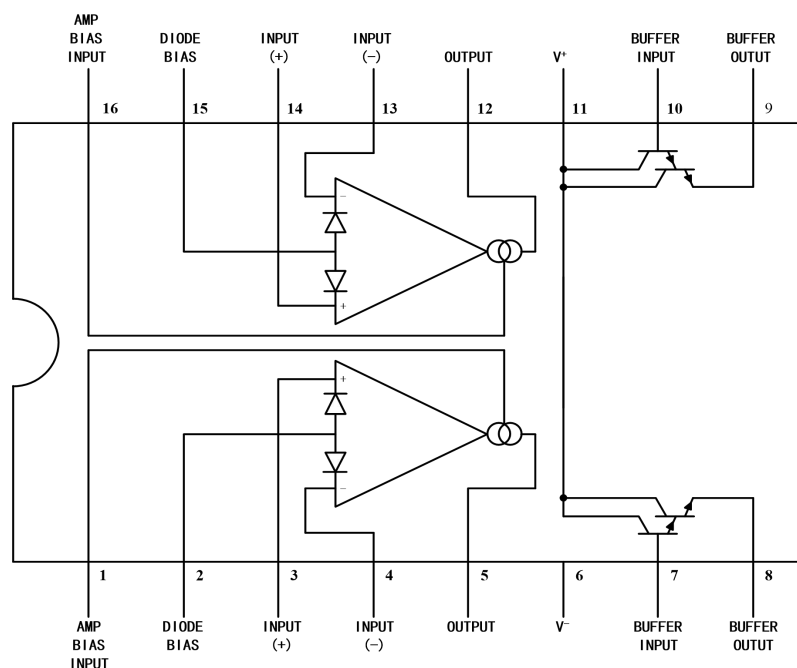 AMP
BIAS
INPUT
DIODE
BIAS
INPUT
(+)
INPUT
(−)
OUTPUT
V+
BUFFER
INPUT
BUFFER
OUTUT
16
15
14
13
12
11
10
9
−
+
+
−
1
2
3
4
5
6
7
8
AMP
BIAS
INPUT
DIODE
BIAS
INPUT
(+)
INPUT
(−)
OUTPUT
V−
BUFFER
INPUT
BUFFER
OUTUT